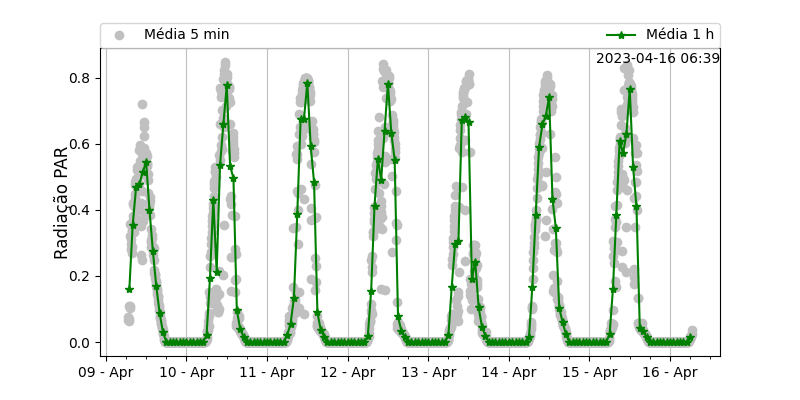 Média 5 min
Média 1 h
2023-04-16 06:39
Radiação PAR
0.8
0.6
0.4
0.2
0.0
09 - Apr
10 - Apr
11 - Apr
12 - Apr
13 - Apr
14 - Apr
15 - Apr
16 - Apr